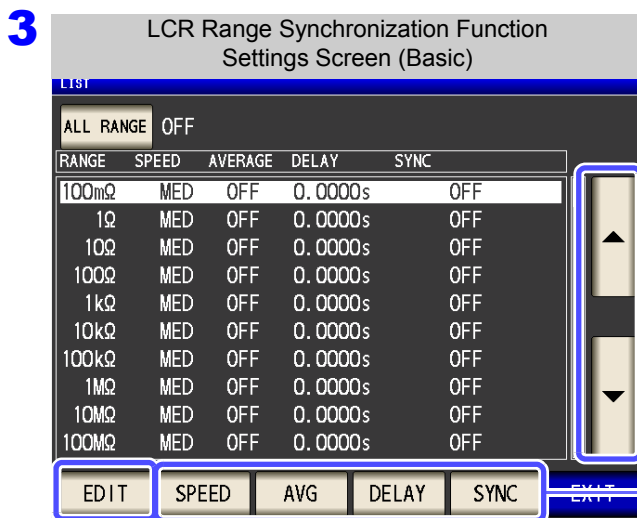 3
LCR Range Synchronization Function
Settings Screen (Basic)
LIST
ALL RANGE OFF
RANGE SPEED AVERAGE DELAY SYNC
100mΩ MED OFF 0.0000s OFF
1Ω MED OFF 0.0000s OFF
10Ω MED OFF 0.0000s OFF
100Ω MED OFF 0.0000s OFF
1kΩ MED OFF 0.0000s OFF
10kΩ MED OFF 0.0000s OFF
100kΩ MED OFF 0.0000s OFF
1MΩ MED OFF 0.0000s OFF
10MΩ MED OFF 0.0000s OFF
100MΩ MED OFF 0.0000s OFF
EDIT SPEED AVG DELAY SYNC EXIT